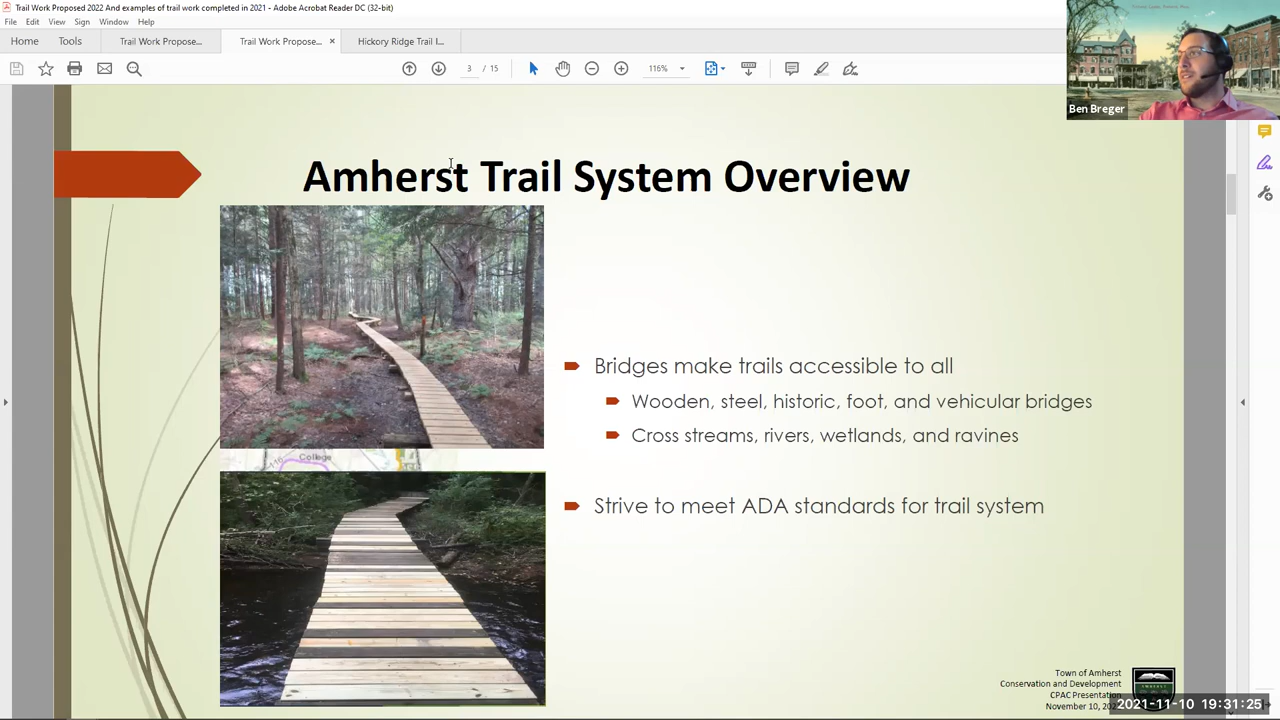 Trail Work Proposed 2022 And examples of trail work completed in 2021 - Adobe Acrobat Reader DC (32-bit)
File Edit View Sign Window Help
Home Tools Trail Work Propose... Trail Work Propose... × Hickory Ridge Trail I...
3 / 15 116%
Ben Breger
Amherst Trail System Overview
Bridges make trails accessible to all
Wooden, steel, historic, foot, and vehicular bridges
Cross streams, rivers, wetlands, and ravines
116 College
Strive to meet ADA standards for trail system
Town of Amherst
Conservation and Development
CPAC Presentation
November 10, 202
2021-11-10 19:31:25